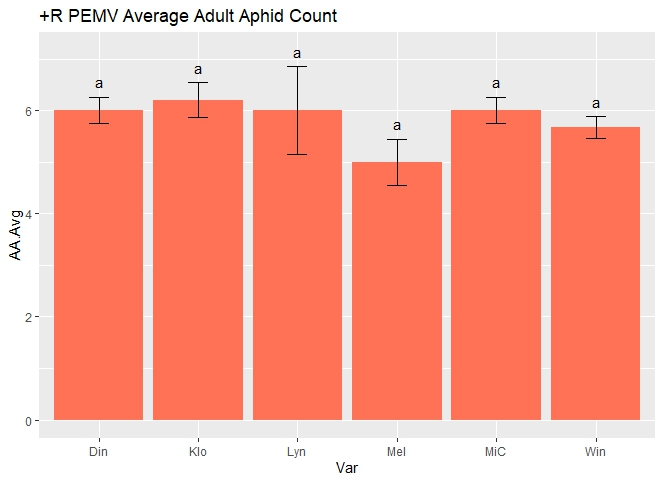 +R PEMV Average Adult Aphid Count
a
a
a
a
a
a
6
4
2
0
AA.Avg
Din
Klo
Lyn
Mel
MiC
Win
Var